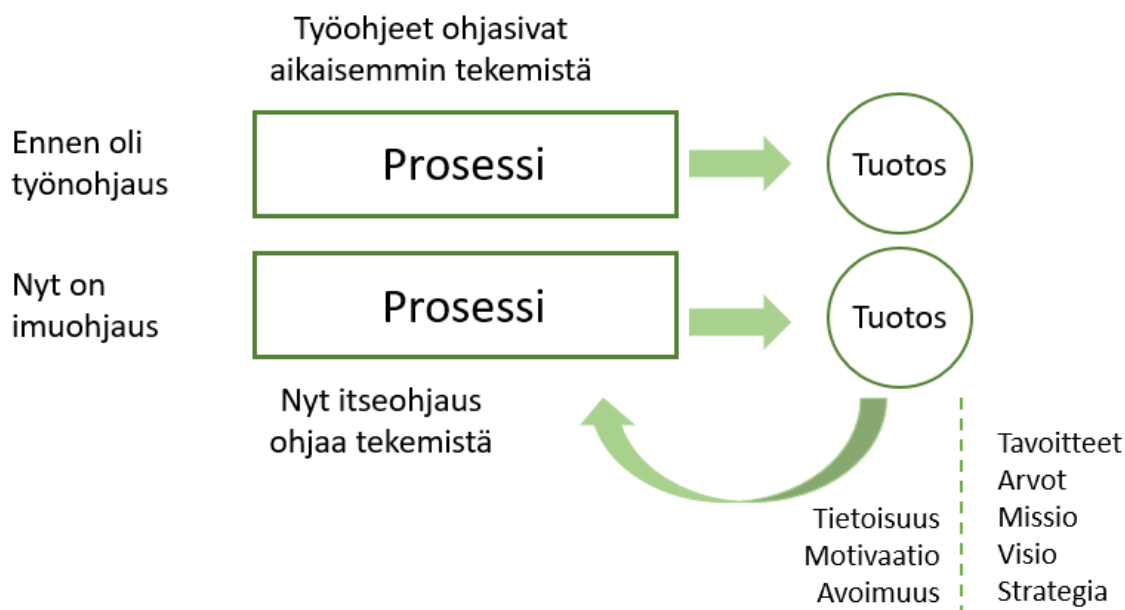 Työohjeet ohjasivat
aikaisemmin tekemistä
Ennen oli
työnohjaus
Prosessi
Tuotos
Nyt on
imuohjaus
Prosessi
Tuotos
Nyt itseohjaus
ohjaa tekemistä
Tietoisuus
Motivaatio
Avoimuus
Tavoitteet
Arvot
Missio
Visio
Strategia